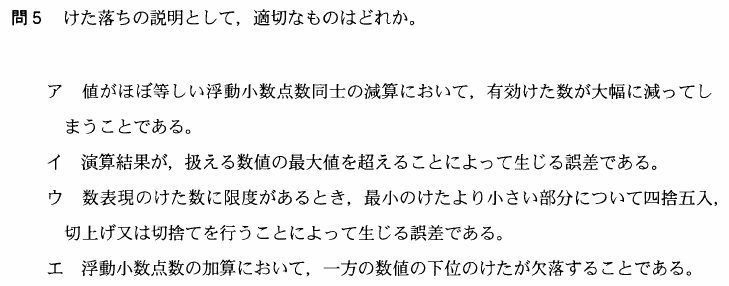 問5 けた落ちの説明として，適切なものはどれか。
ア 値がほぼ等しい浮動小数点数同士の減算において，有効けた数が大幅に減ってし
まうことである。
イ 演算結果が，扱える数値の最大値を超えることによって生じる誤差である。
ウ 数表現のけた数に限度があるとき，最小のけたより小さい部分について四捨五入，
切上げ又は切捨てを行うことによって生じる誤差である。
エ 浮動小数点数の加算において，一方の数値の下位のけたが欠落することである。